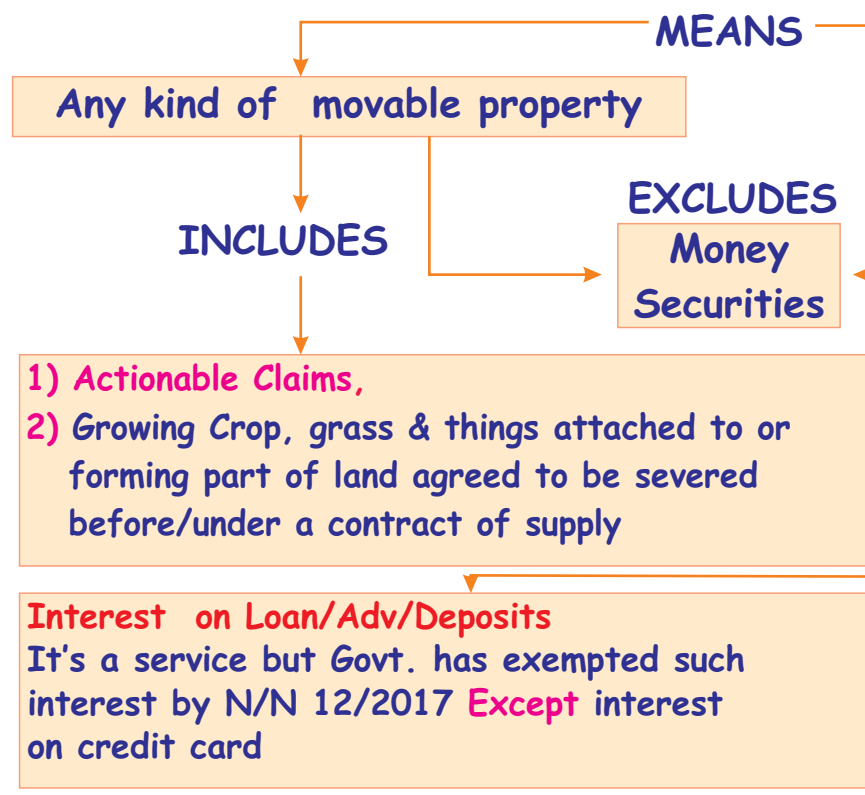 MEANS
Any kind of movable property
INCLUDES
EXCLUDES
Money
Securities
1) Actionable Claims,
2) Growing Crop, grass & things attached to or
forming part of land agreed to be severed
before/under a contract of supply
Interest on Loan/Adv/Deposits
It's a service but Govt. has exempted such
interest by N/N 12/2017 Except interest
on credit card